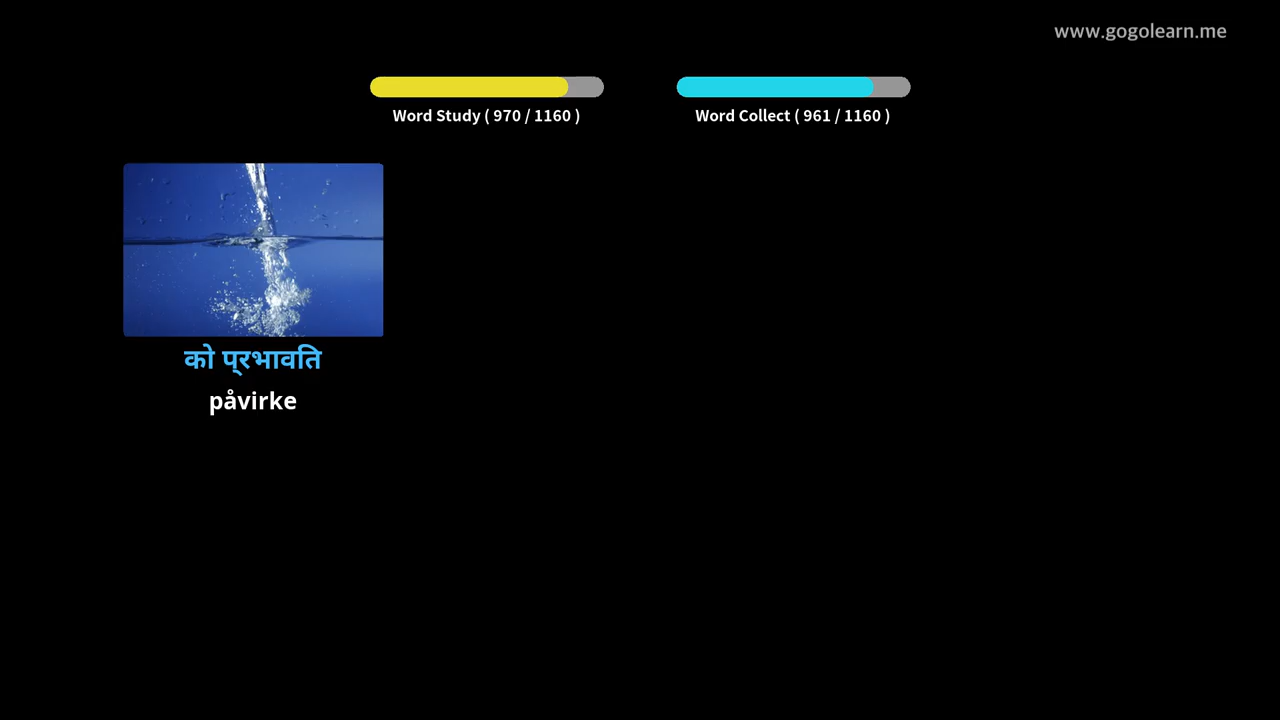 www.gogolearn.me
Word Study ( 970 / 1160 )
Word Collect ( 961 / 1160 )
को प्रभावति
påvirke